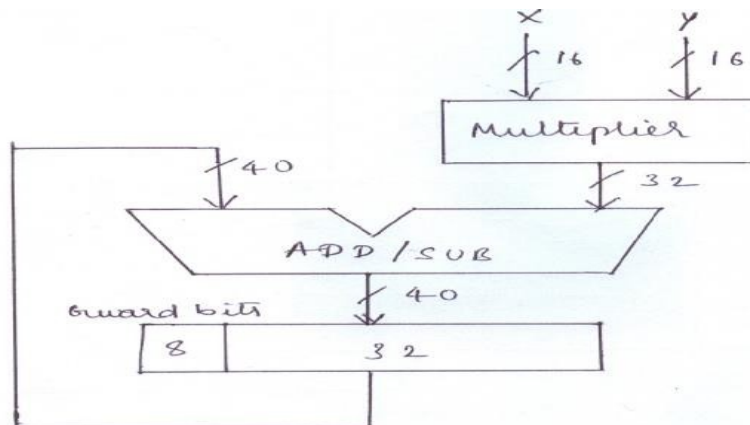 X Y
16 16
Multiplier
40
32
ADD/SUB
40
Guard bits
8 32